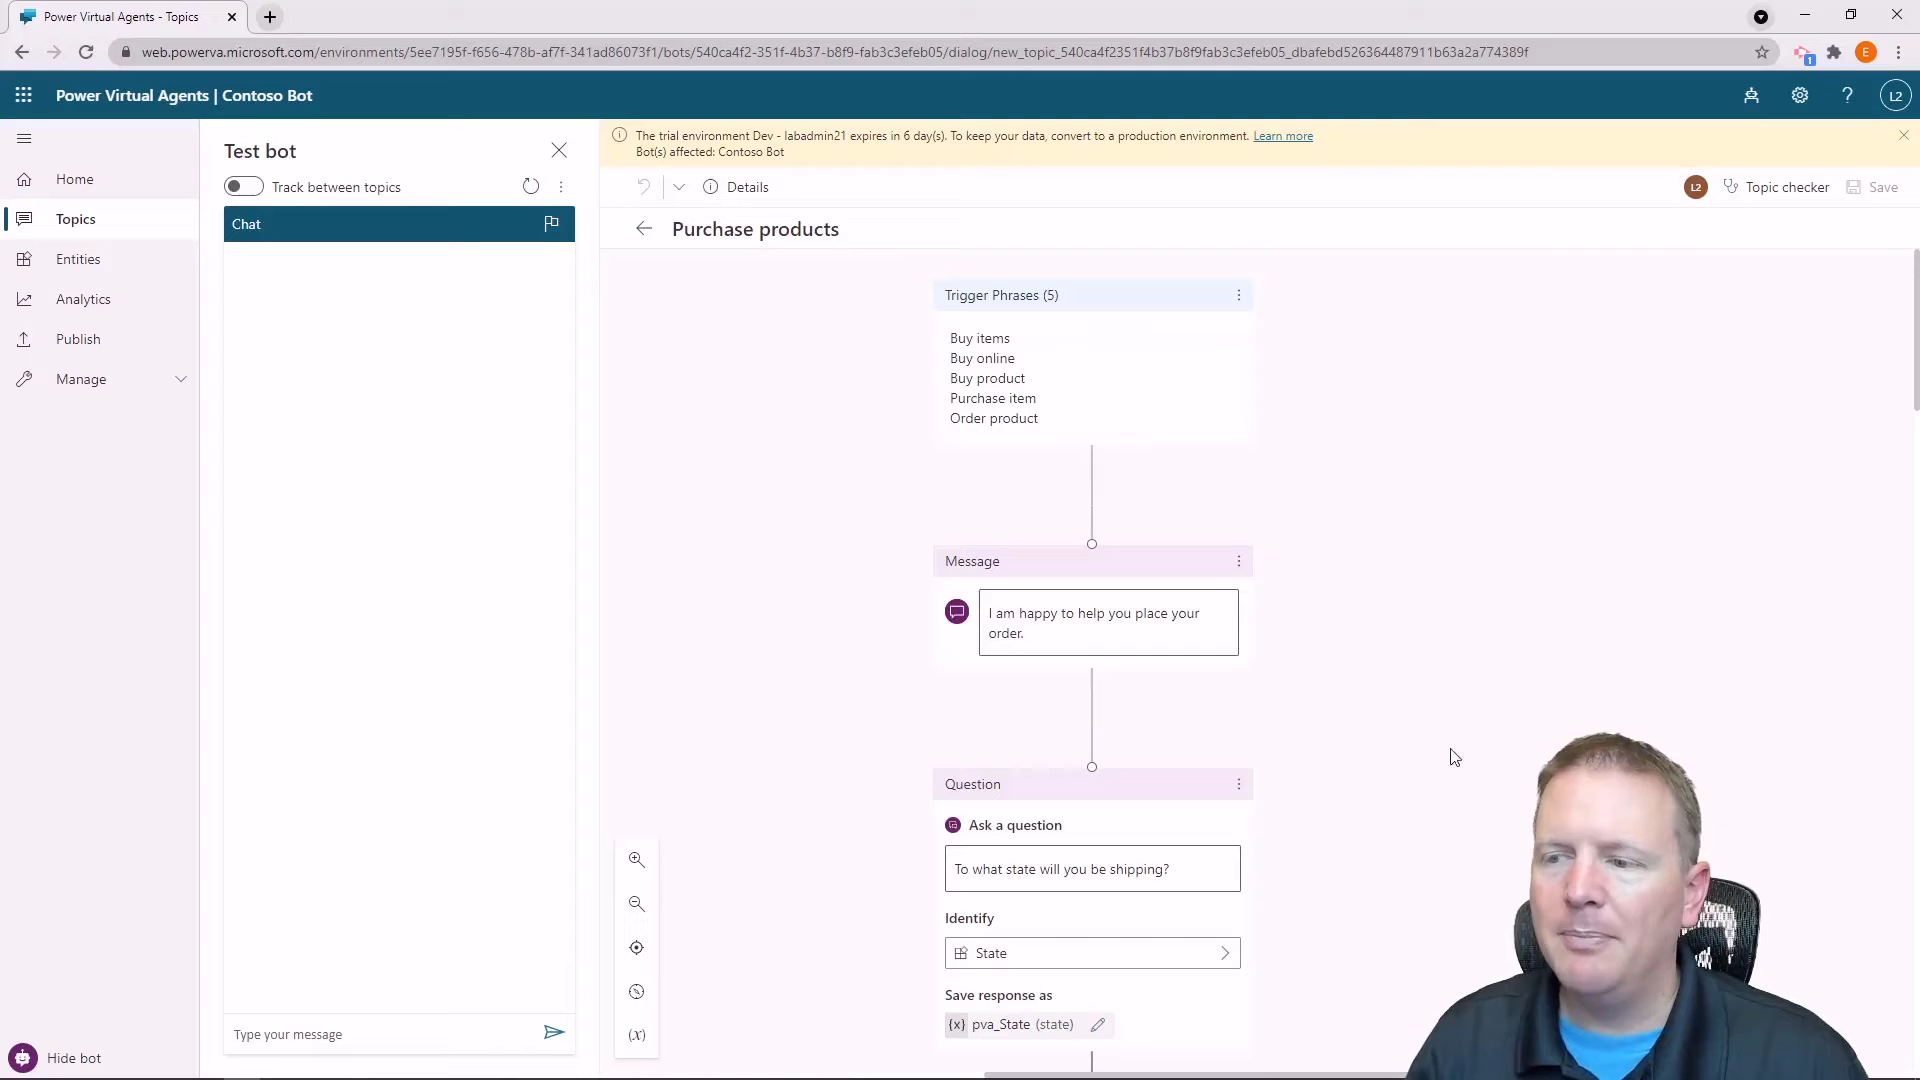 Power Virtual Agents - Topics
web.powerva.microsoft.com/environments/5ee7195f-f656-478b-af7f-341ad86073f1/bots/540ca4f2-351f-4b37-b8f9-fab3c3efeb05/dialog/new_topic_540ca4f2351f4b37b8f9fab3c3efeb05_dbafebd526364487911b63a2a774389f
1
E
Power Virtual Agents | Contoso Bot
L2
Home
Topics
Entities
Analytics
Publish
Manage
Hide bot
Test bot
Track between topics
Chat
Type your message
The trial environment Dev - labadmin21 expires in 6 day(s). To keep your data, convert to a production environment. Learn more
Bot(s) affected: Contoso Bot
Details
L2
Topic checker
Save
Purchase products
Trigger Phrases (5)
Buy items
Buy online
Buy product
Purchase item
Order product
Message
I am happy to help you place your
order.
Question
Ask a question
To what state will you be shipping?
Identify
State
Save response as
{x} pva_State (state)
(x)